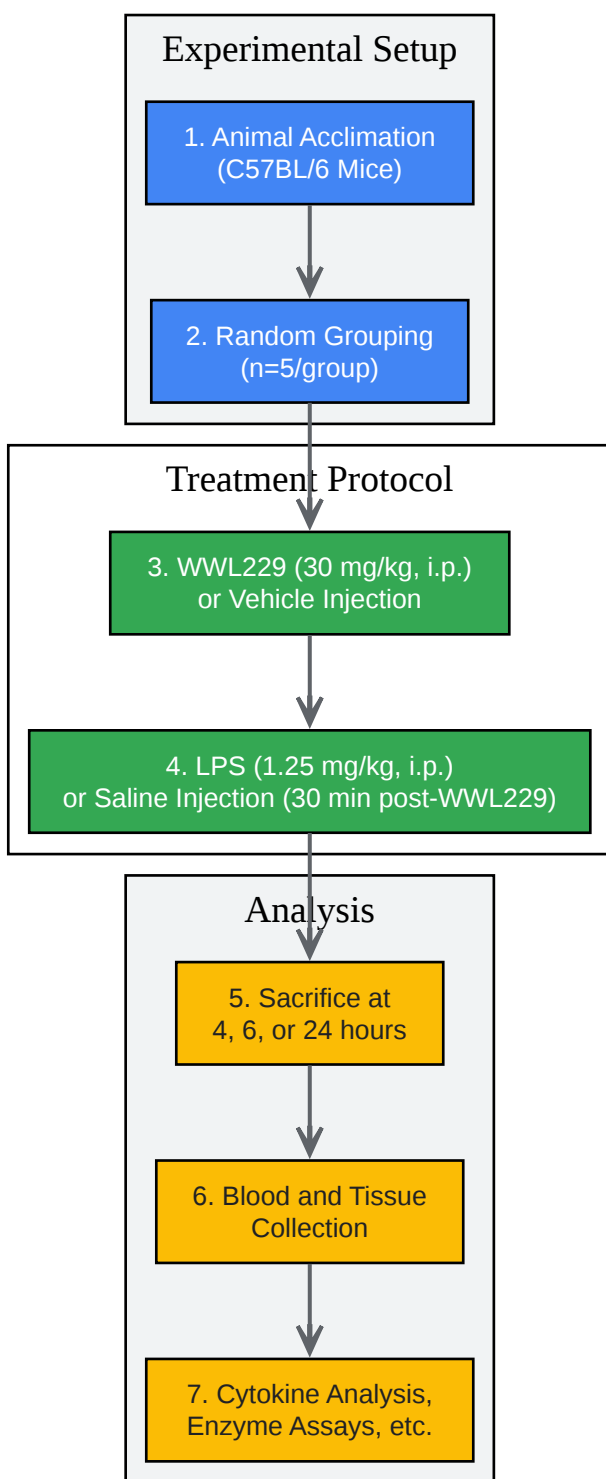 Experimental Setup
1. Animal Acclimation
(C57BL/6 Mice)
2. Random Grouping
(n=5/group)
Treatment Protocol
3. WWL229 (30 mg/kg, i.p.)
or Vehicle Injection
4. LPS (1.25 mg/kg, i.p.)
or Saline Injection (30 min post-WWL229)
Analysis
5. Sacrifice at
4, 6, or 24 hours
6. Blood and Tissue
Collection
7. Cytokine Analysis,
Enzyme Assays, etc.